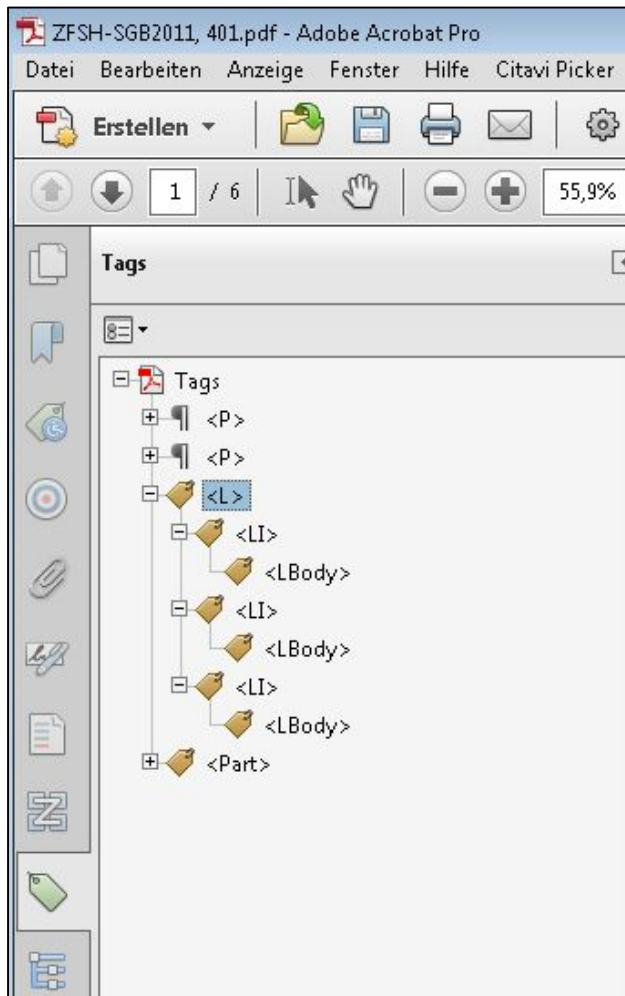 ZFSH-SGB2011, 401.pdf - Adobe Acrobat Pro
Datei Bearbeiten Anzeige Fenster Hilfe Citavi Picker
Erstellen
1 / 6 55,9%
Tags
Tags
<P>
<P>
<L>
<LI>
<LBody>
<LI>
<LBody>
<LI>
<LBody>
<Part>